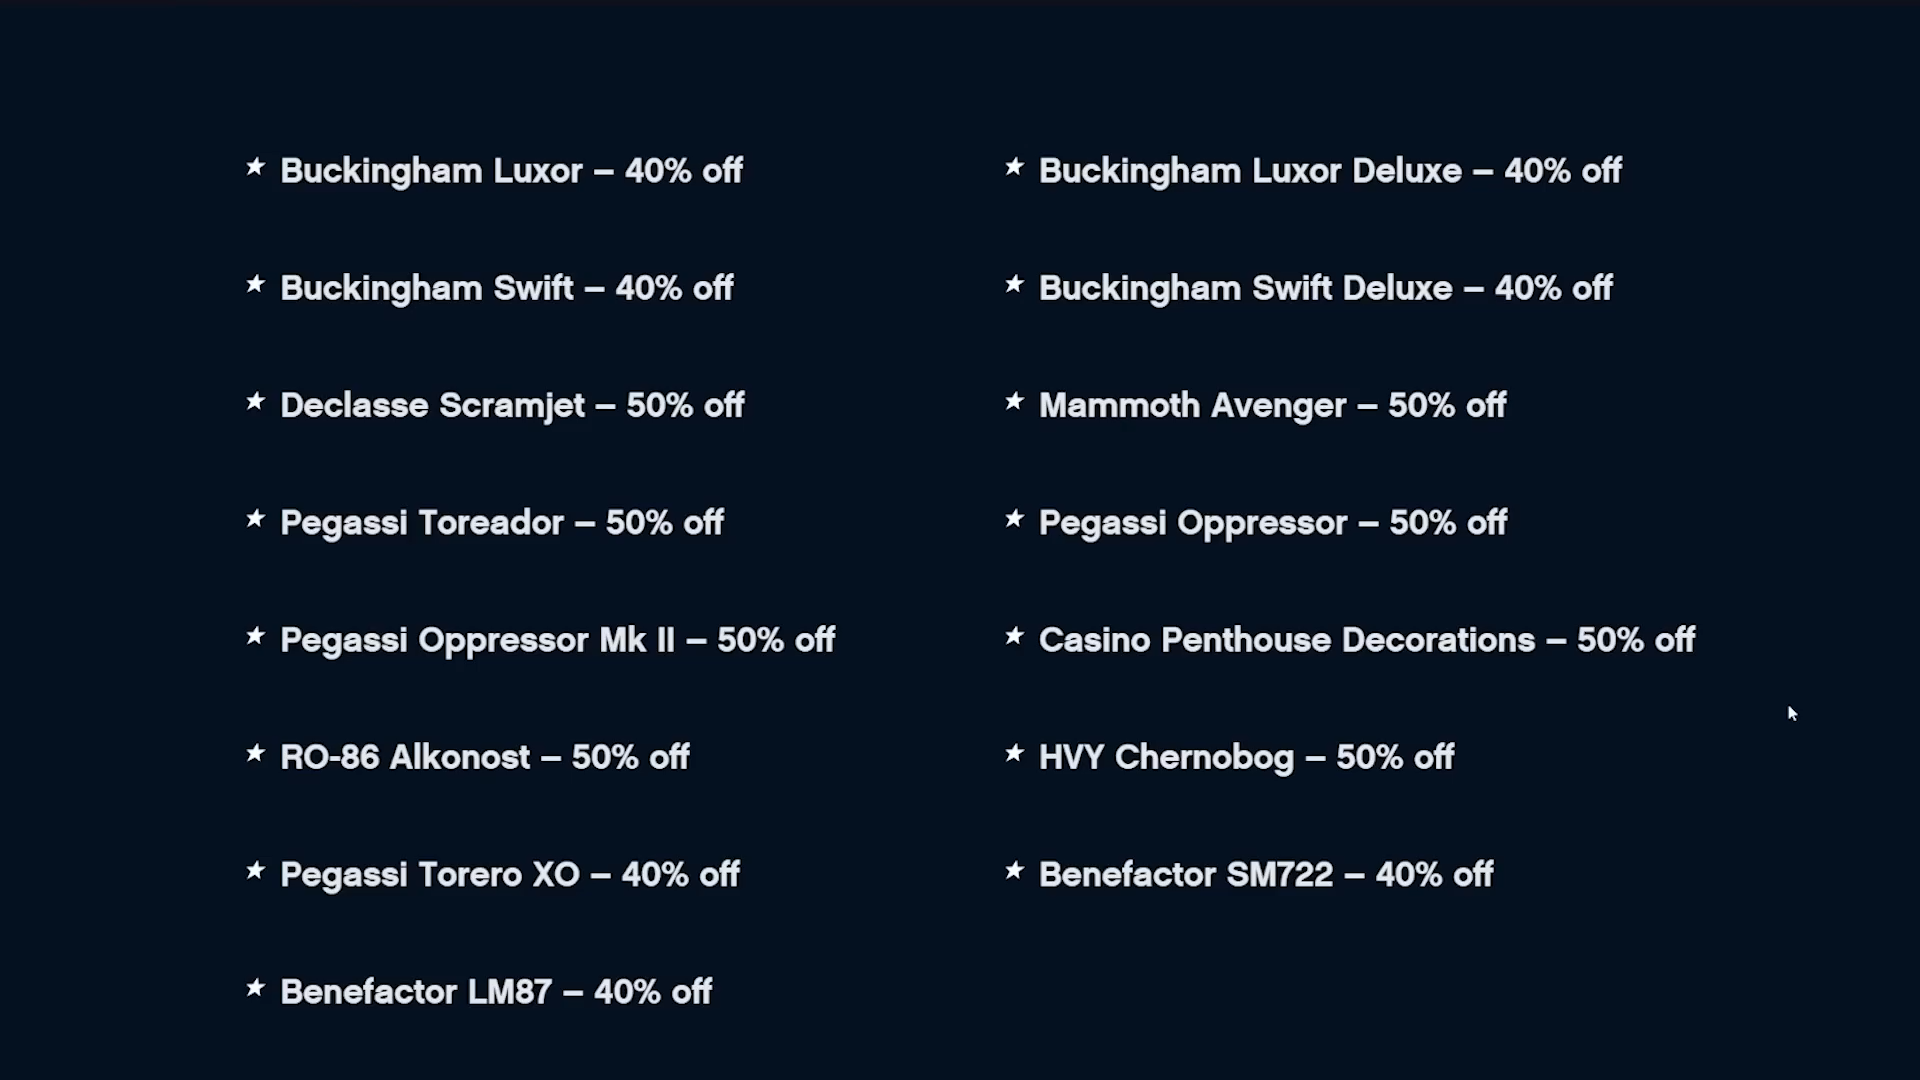 ★ Buckingham Luxor – 40% off
★ Buckingham Luxor Deluxe – 40% off
★ Buckingham Swift – 40% off
★ Buckingham Swift Deluxe – 40% off
★ Declasse Scramjet – 50% off
★ Mammoth Avenger – 50% off
★ Pegassi Toreador – 50% off
★ Pegassi Oppressor – 50% off
★ Pegassi Oppressor Mk II – 50% off
★ Casino Penthouse Decorations – 50% off
★ RO-86 Alkonost – 50% off
★ HVY Chernobog – 50% off
★ Pegassi Torero XO – 40% off
★ Benefactor SM722 – 40% off
★ Benefactor LM87 – 40% off